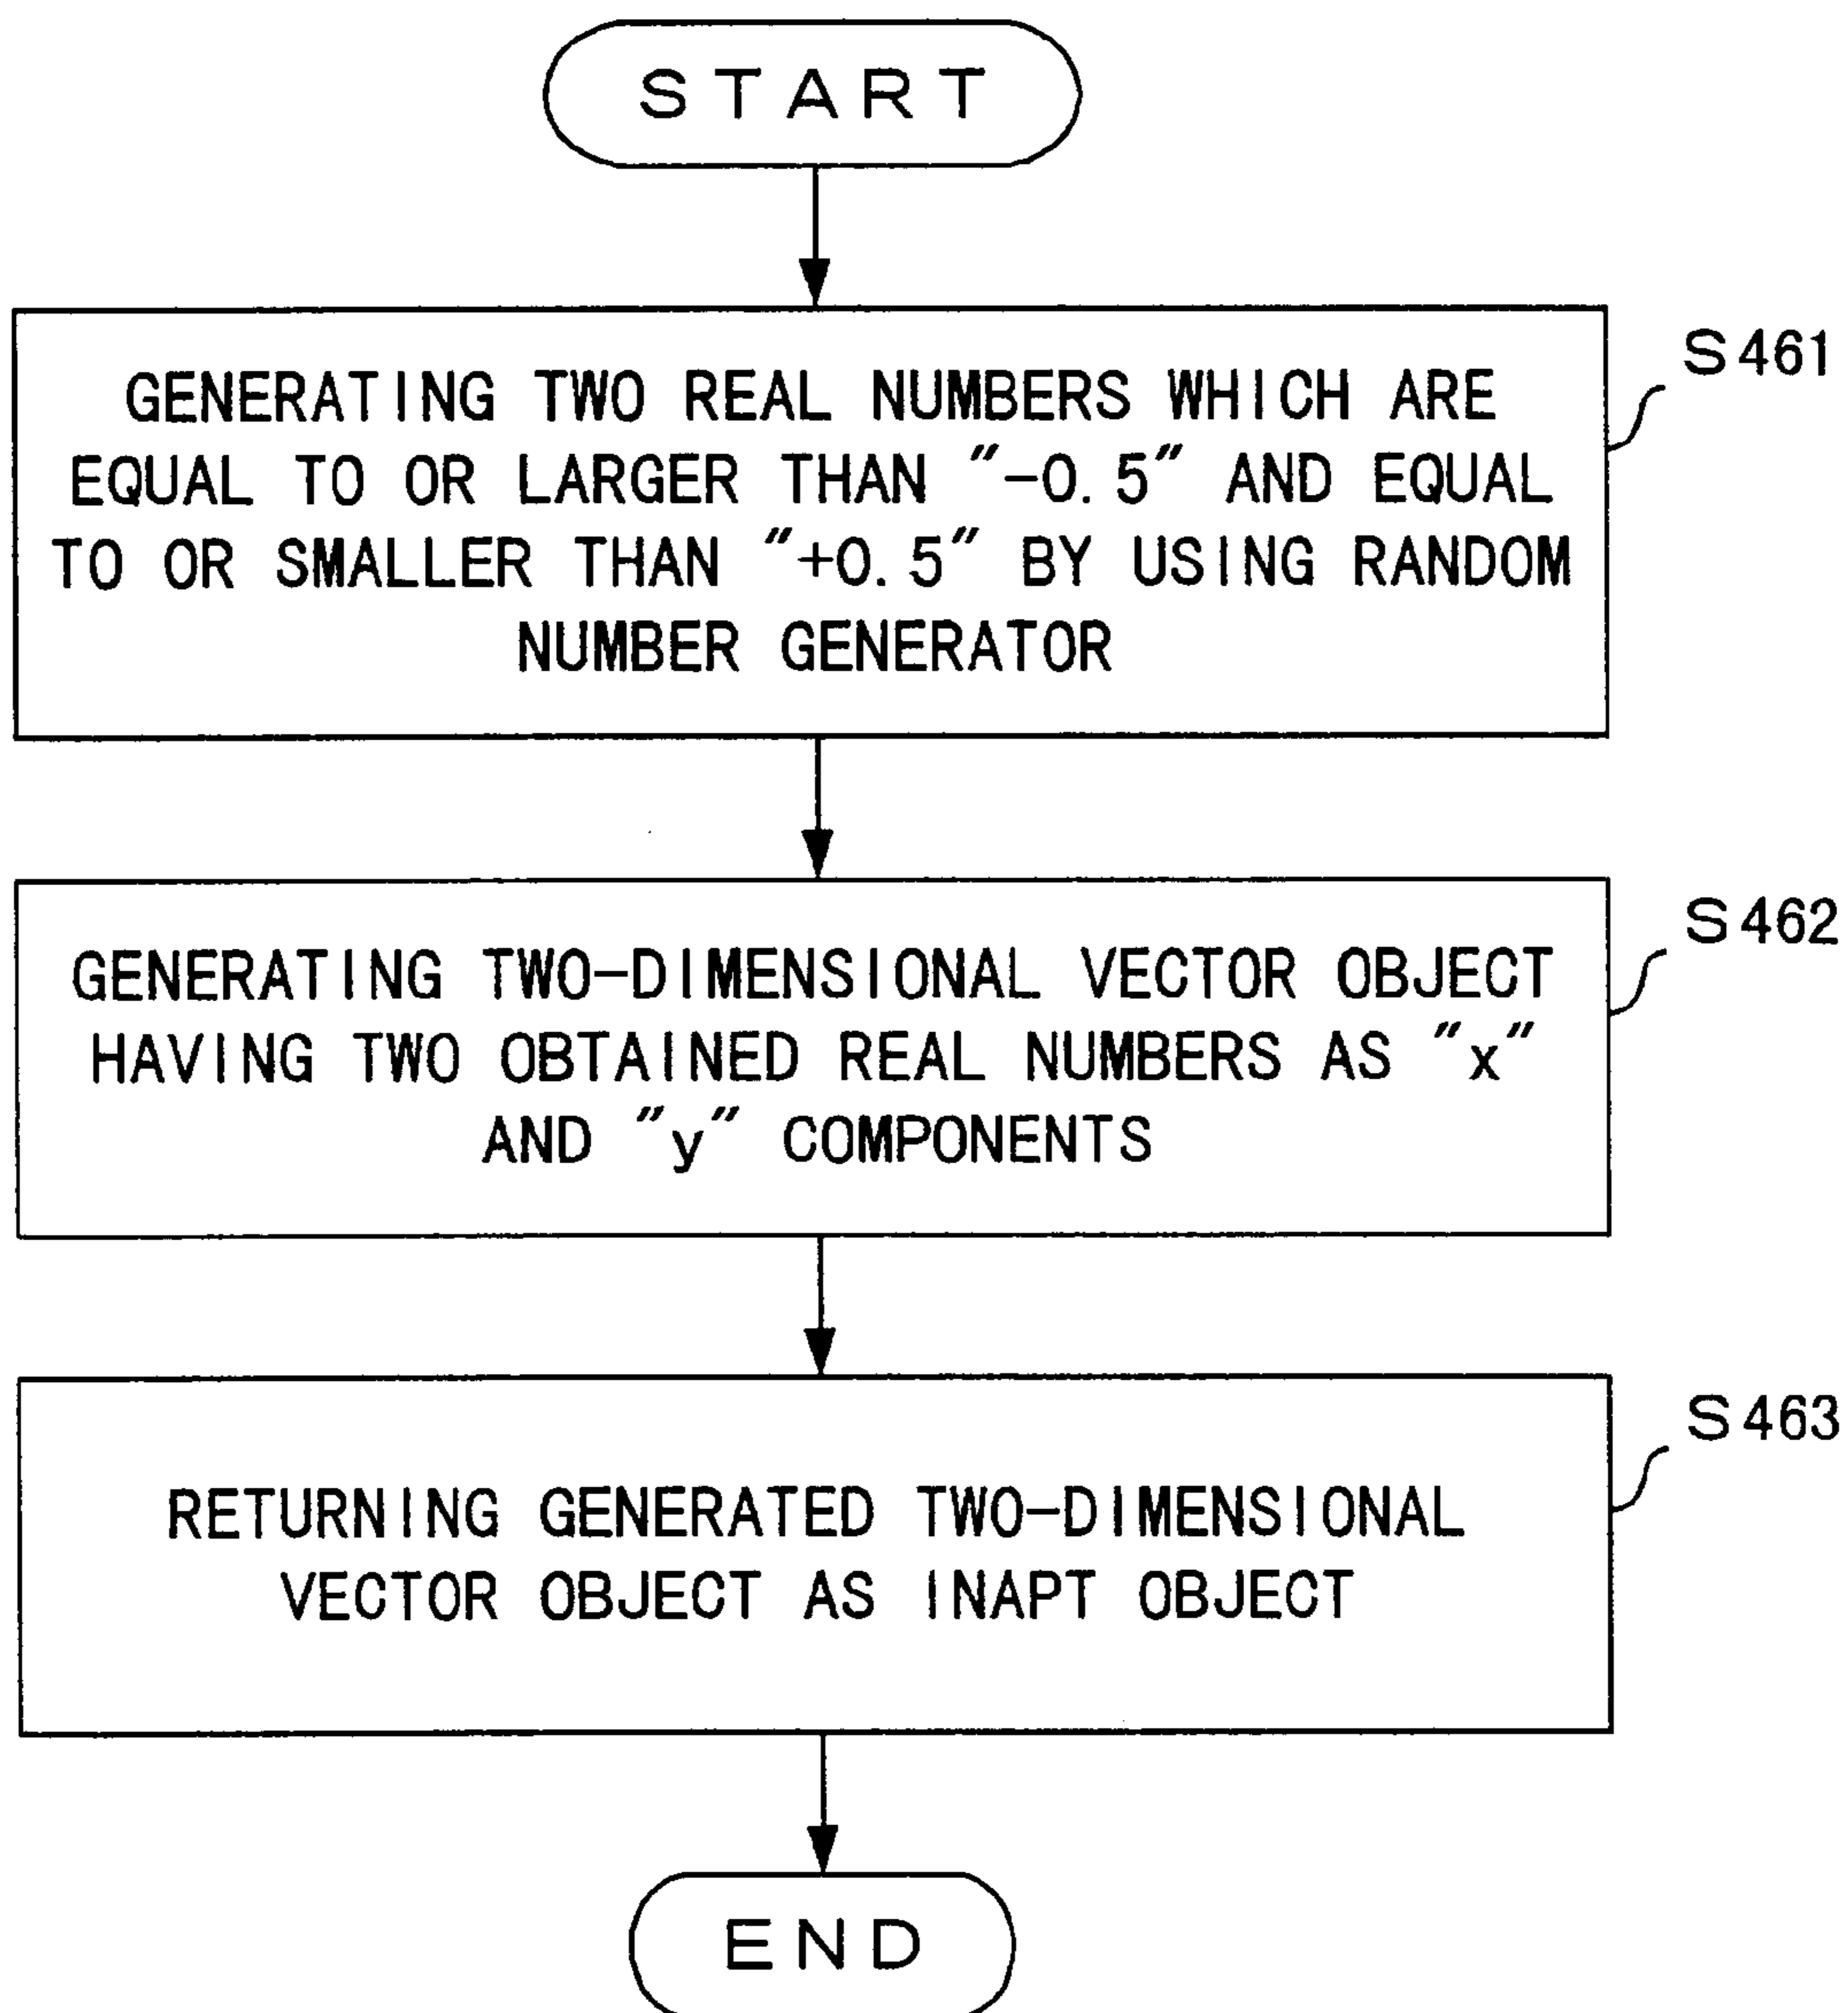 START
S461
GENERATING TWO REAL NUMBERS WHICH ARE
EQUAL TO OR LARGER THAN "-0.5" AND EQUAL
TO OR SMALLER THAN "+0.5" BY USING RANDOM
NUMBER GENERATOR
S462
GENERATING TWO-DIMENSIONAL VECTOR OBJECT
HAVING TWO OBTAINED REAL NUMBERS AS "x"
AND "y" COMPONENTS
S463
RETURNING GENERATED TWO-DIMENSIONAL
VECTOR OBJECT AS INAPT OBJECT
END